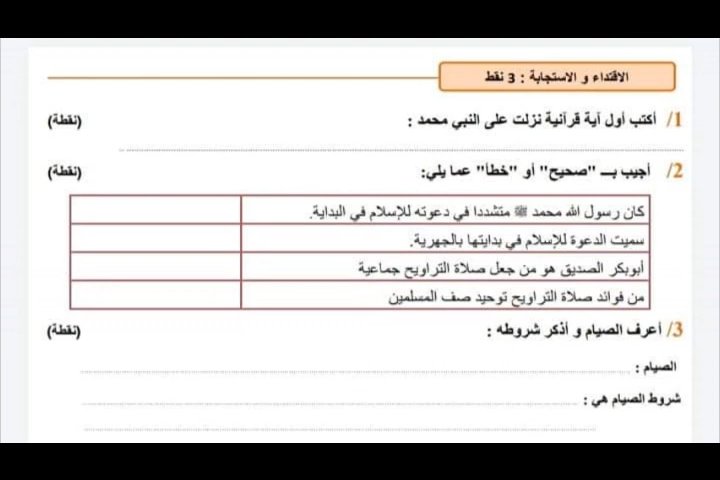 الاقتداء و الاستجابة : 3 نقط
1/ أكتب أول آية قرآنية نزلت على النبي محمد : (نقطة)
2/ أجيب بـــ "صحيح" أو "خطأ" عما يلي: (نقطة)
كان رسول الله محمد ﷺ متشددا في دعوته للإسلام في البداية.
سميت الدعوة للإسلام في بدايتها بالجهرية.
أبوبكر الصديق هو من جعل صلاة التراويح جماعية
من فوائد صلاة التراويح توحيد صف المسلمين
3/ أعرف الصيام و أذكر شروطه : (نقطة)
الصيام :
شروط الصيام هي :